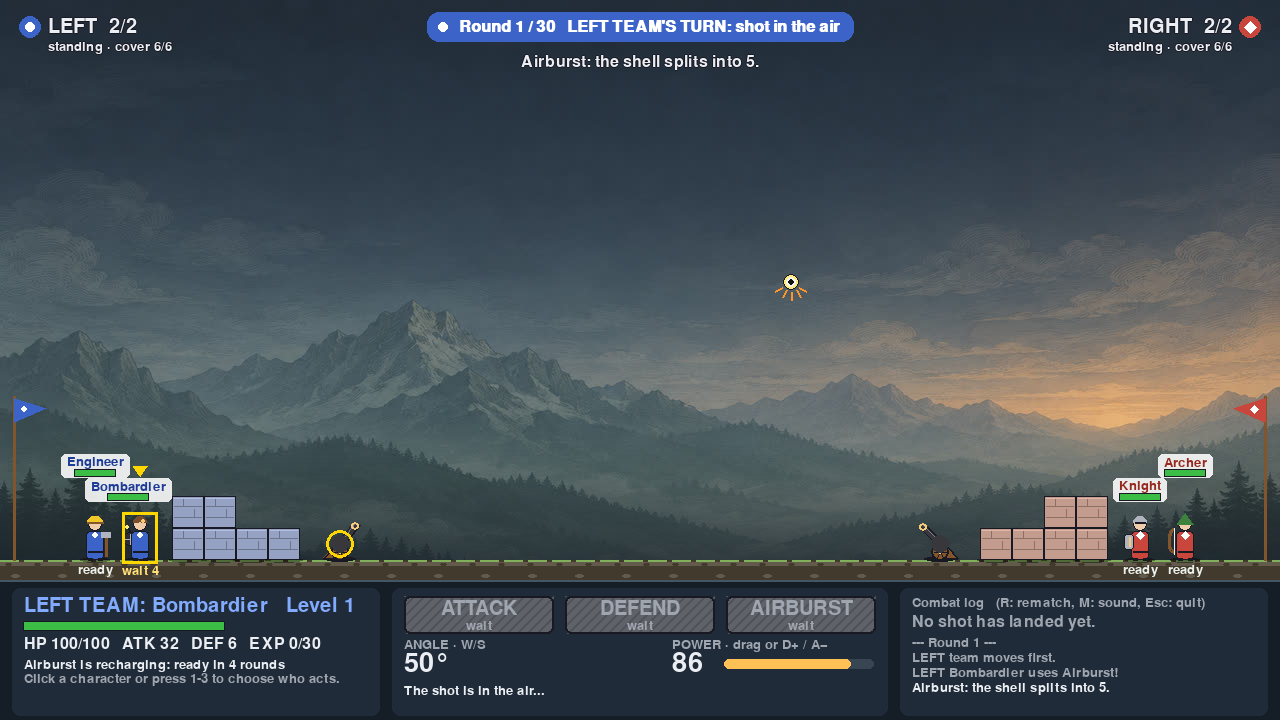 LEFT 2/2
standing · cover 6/6
Round 1 / 30 LEFT TEAM'S TURN: shot in the air
Airburst: the shell splits into 5.
RIGHT 2/2
standing · cover 6/6
Engineer
Bombardier
Archer
Knight
ready
wait 4
ready
ready
LEFT TEAM: Bombardier Level 1
HP 100/100 ATK 32 DEF 6 EXP 0/30
Airburst is recharging: ready in 4 rounds
Click a character or press 1-3 to choose who acts.
ATTACK
wait
DEFEND
wait
AIRBURST
wait
ANGLE · W/S
50°
POWER · drag or D+ / A−
86
The shot is in the air...
Combat log (R: rematch, M: sound, Esc: quit)
No shot has landed yet.
--- Round 1 ---
LEFT team moves first.
LEFT Bombardier uses Airburst!
Airburst: the shell splits into 5.